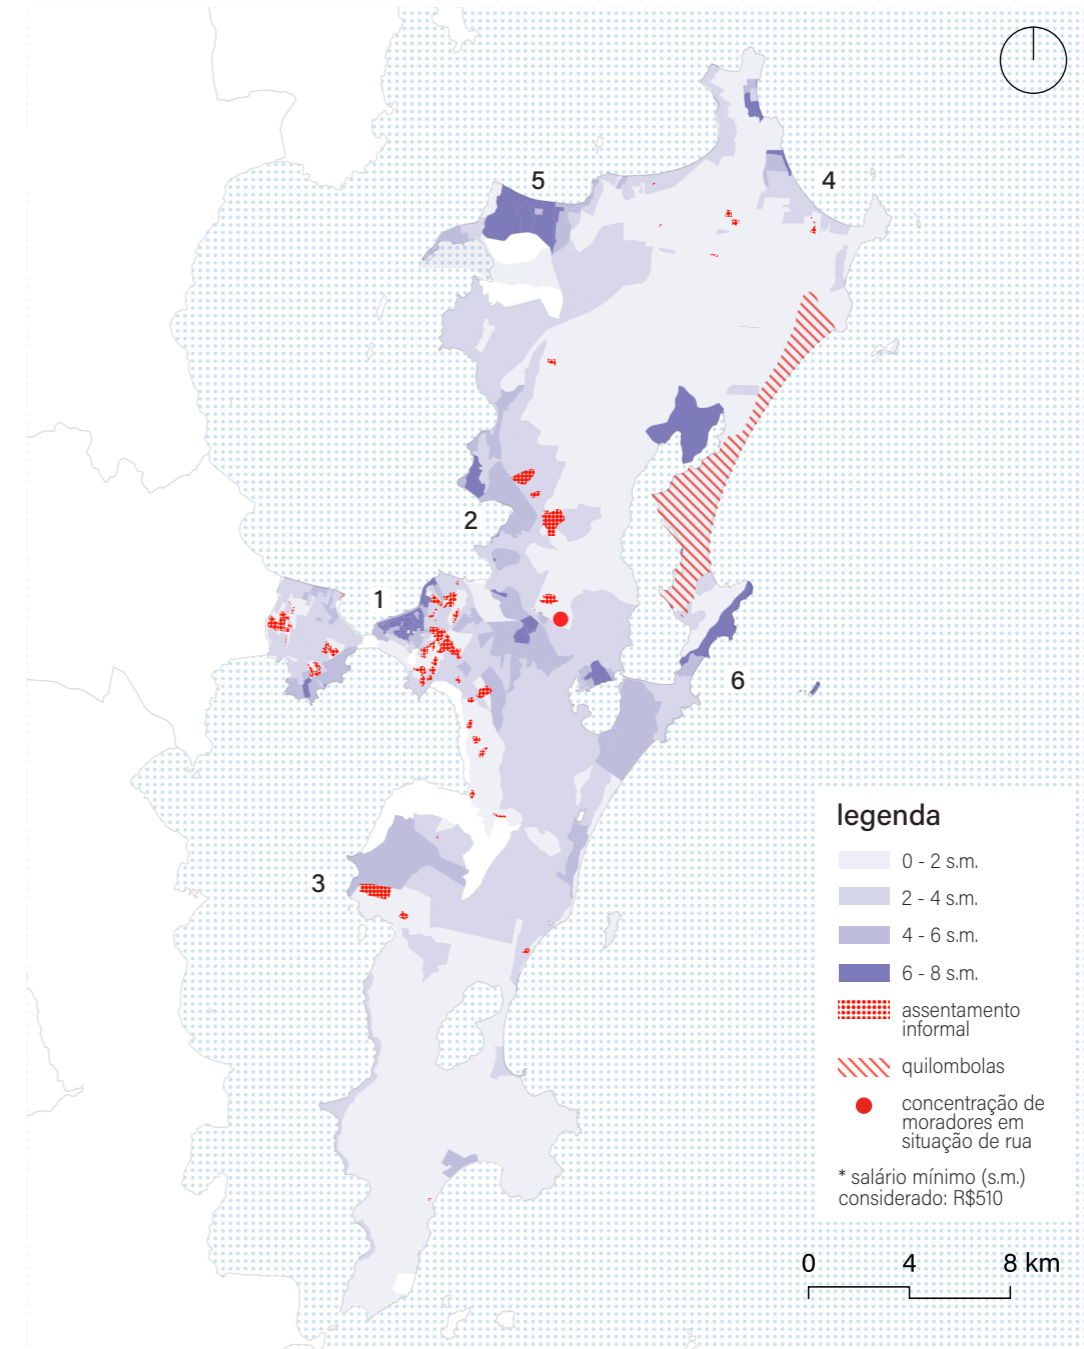 5
4
2
1
6
3
legenda
0 - 2 s.m.
2 - 4 s.m.
4 - 6 s.m.
6 - 8 s.m.
assentamento
informal
quilombolas
concentração de
moradores em
situação de rua
* salário mínimo (s.m.)
considerado: R$510
0 4 8 km